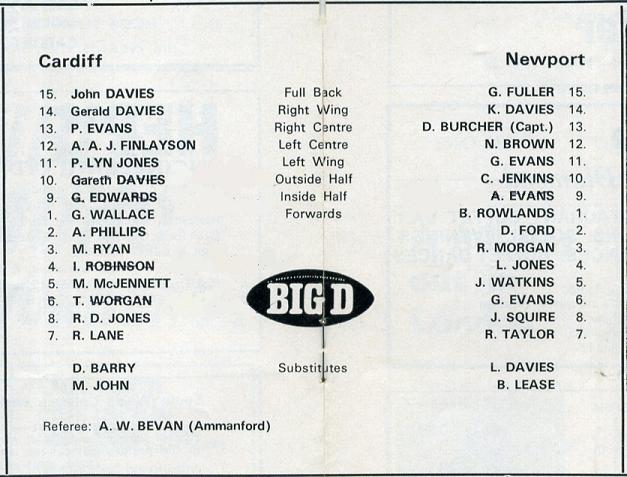 Cardiff Newport
15. John DAVIES Full Back G. FULLER 15.
14. Gerald DAVIES Right Wing K. DAVIES 14.
13. P. EVANS Right Centre D. BURCHER (Capt.) 13.
12. A. A. J. FINLAYSON Left Centre N. BROWN 12.
11. P. LYN JONES Left Wing G. EVANS 11.
10. Gareth DAVIES Outside Half C. JENKINS 10.
9. G. EDWARDS Inside Half A. EVANS 9.
1. G. WALLACE Forwards B. ROWLANDS 1.
2. A. PHILLIPS D. FORD 2.
3. M. RYAN R. MORGAN 3.
4. I. ROBINSON L. JONES 4.
5. M. McJENNETT J. WATKINS 5.
6. T. WORGAN G. EVANS 6.
8. R. D. JONES J. SQUIRE 8.
7. R. LANE R. TAYLOR 7.
BIG D
D. BARRY Substitutes L. DAVIES
M. JOHN B. LEASE
Referee: A. W. BEVAN (Ammanford)